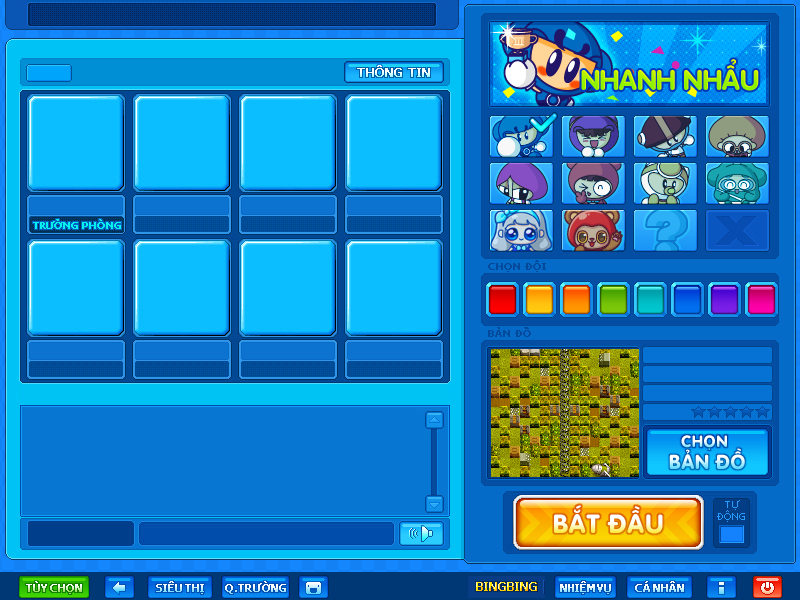 THÔNG TIN
NHANH NHẨU
TRƯỞNG PHÒNG
CHỌN ĐỘI
BẢN ĐỒ
CHỌN
BẢN ĐỒ
BẮT ĐẦU
TỰ
ĐỘNG
TÙY CHỌN
SIÊU THỊ
Q.TRƯỜNG
BINGBING
NHIỆM VỤ
CÁ NHÂN